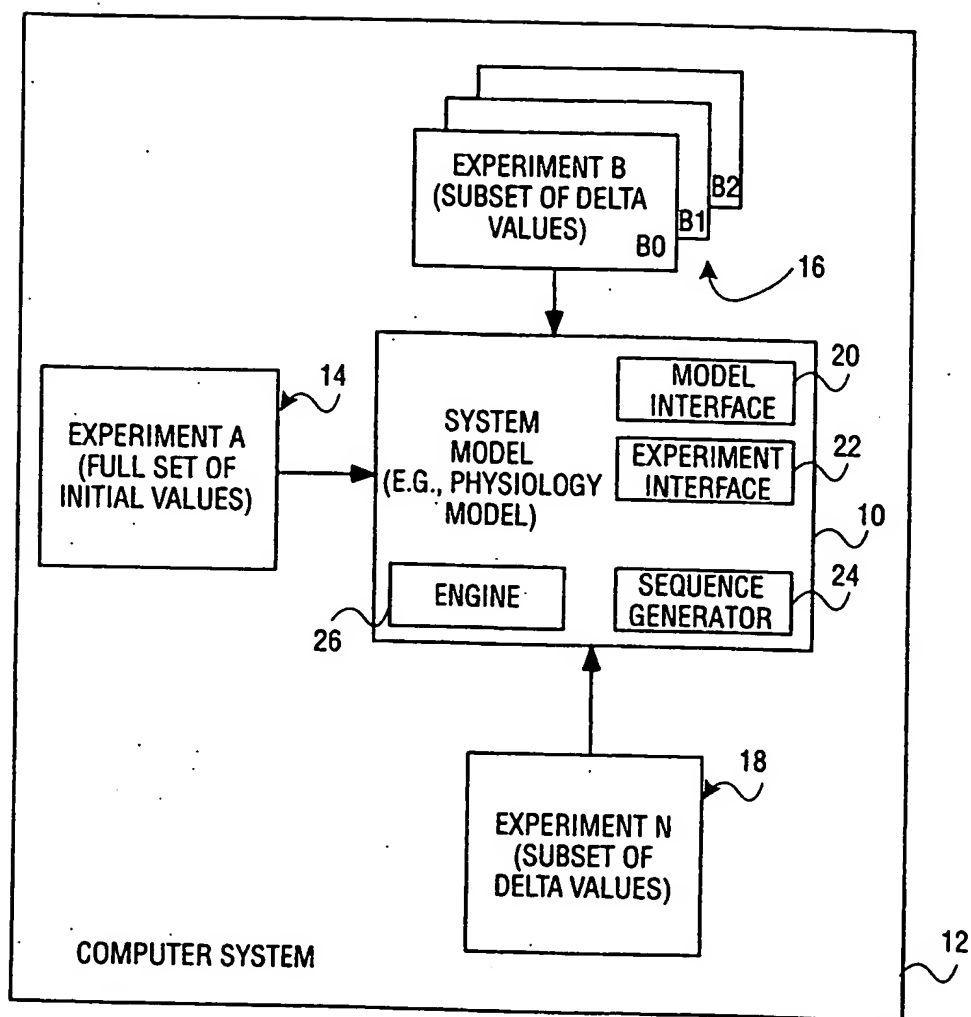 EXPERIMENT B
(SUBSET OF DELTA
VALUES)
B0
B1
B2
16
EXPERIMENT A
(FULL SET OF
INITIAL VALUES)
14
SYSTEM
MODEL
(E.G., PHYSIOLOGY
MODEL)
MODEL
INTERFACE
20
EXPERIMENT
INTERFACE
22
10
ENGINE
26
SEQUENCE
GENERATOR
24
EXPERIMENT N
(SUBSET OF
DELTA VALUES)
18
COMPUTER SYSTEM
12